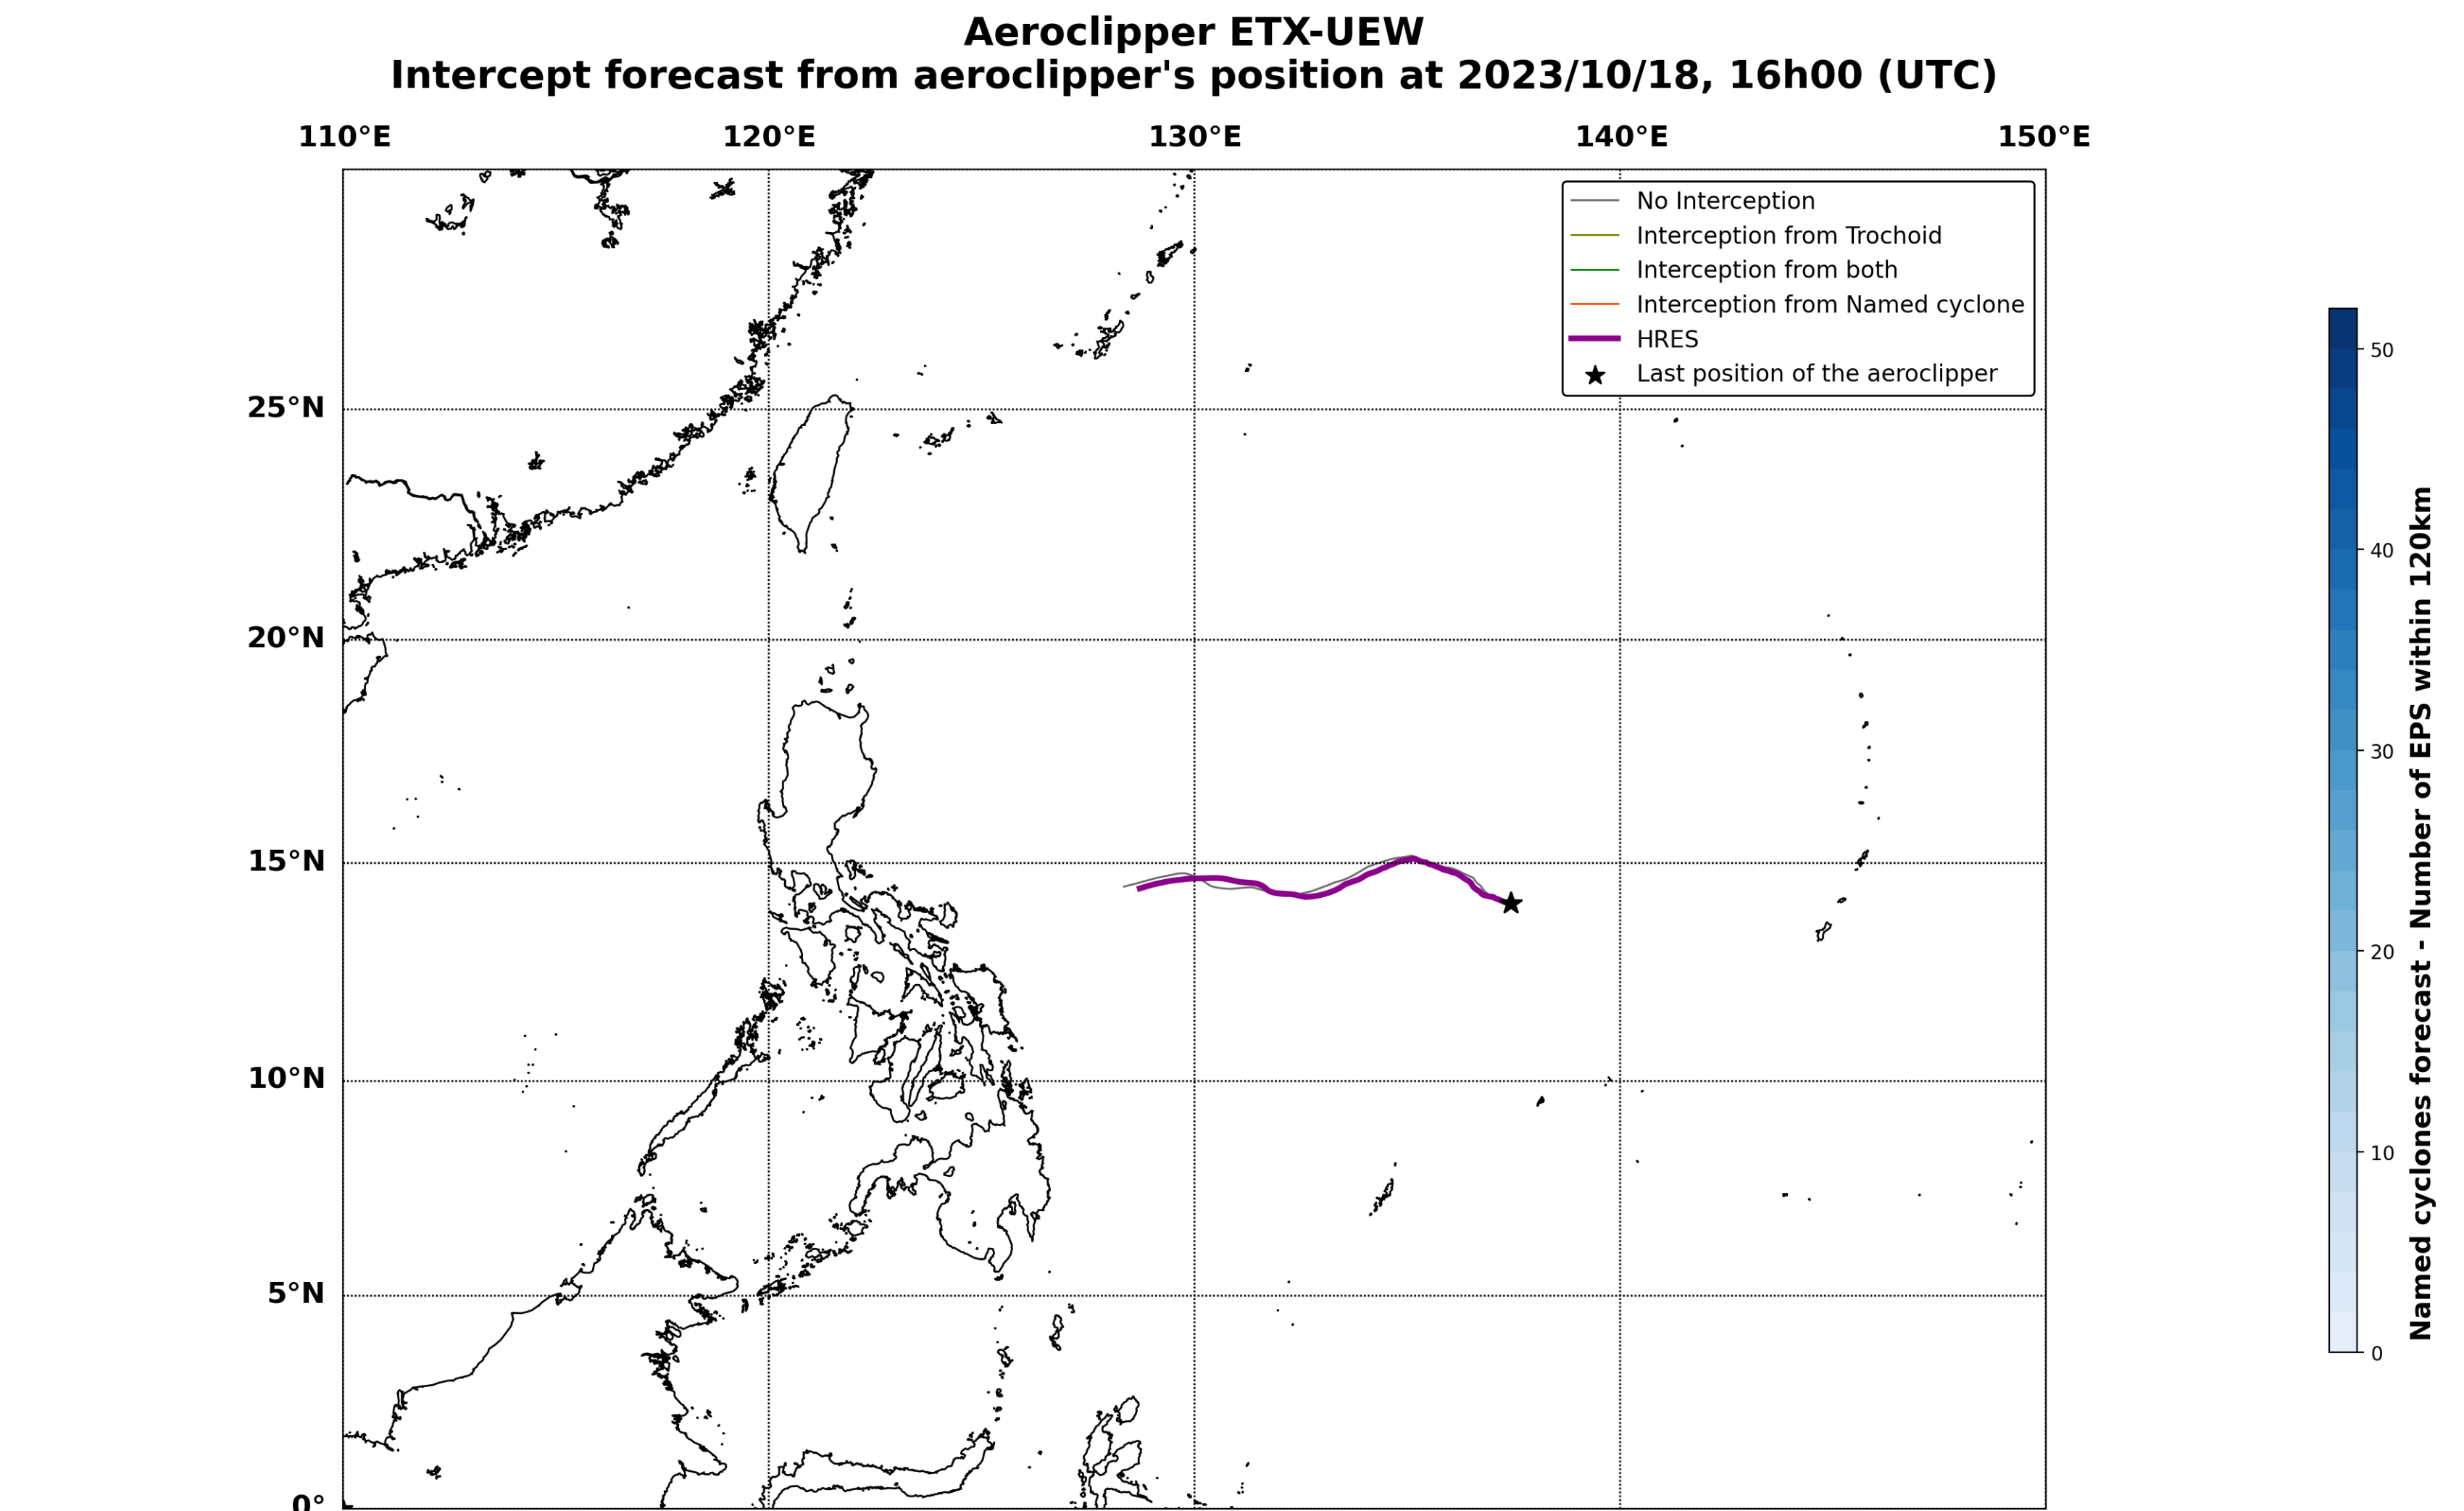 Aeroclipper ETX-UEW
Intercept forecast from aeroclipper's position at 2023/10/18, 16h00 (UTC)
110°E 120°E 130°E 140°E 150°E
No Interception
Interception from Trochoid
Interception from both
Interception from Named cyclone
HRES
Last position of the aeroclipper
25°N
20°N
15°N
10°N
5°N
0°
50
40
30
20
10
0
Named cyclones forecast - Number of EPS within 120km